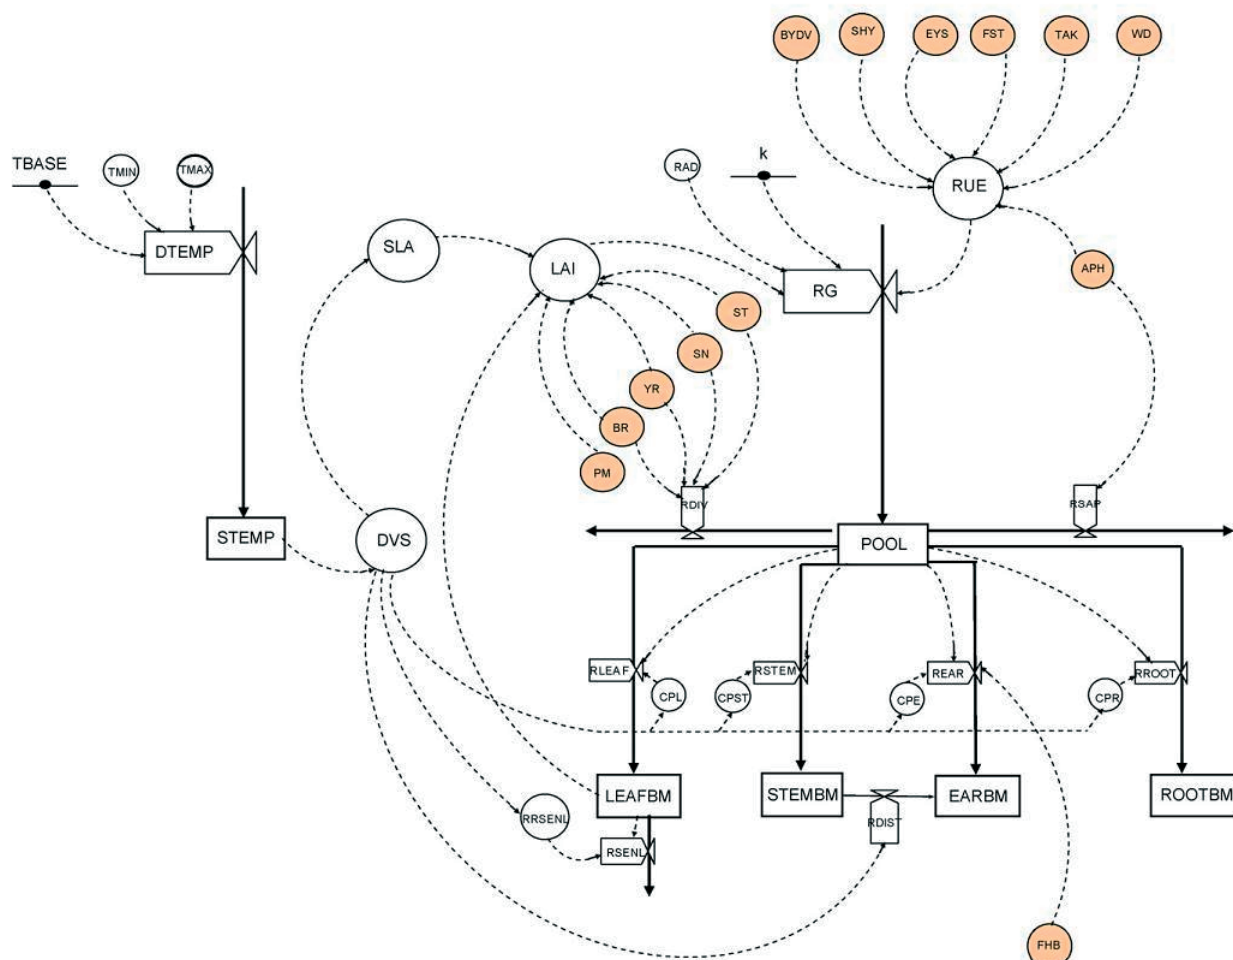 BYDV
SHY
EYS
FST
TAK
WD
TBASE
TMIN
TMAX
RAD
k
RUE
SLA
LAI
DTEMP
RG
APH
ST
SN
YR
BR
PM
RDIV
RSAP
STEMP
DVS
POOL
RLEAF
CPL
CPST
RSTEM
CPE
REAR
CPR
RROOT
LEAFBM
STEMBM
EARBM
ROOTBM
RRSENL
RDIST
RSENL
FHB